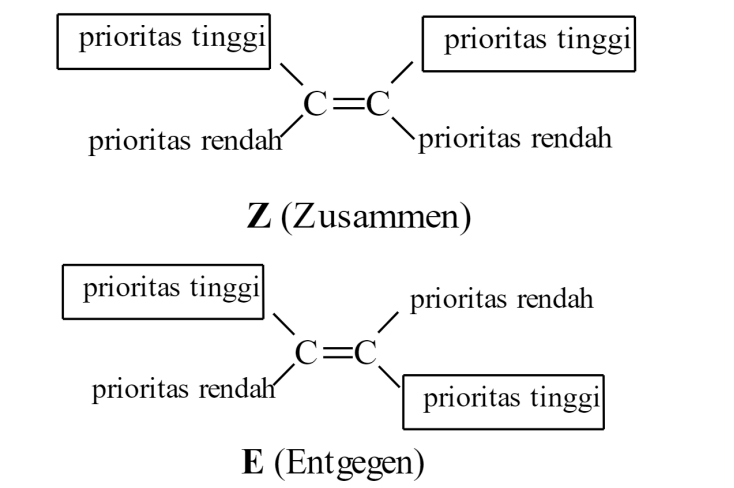 prioritas tinggi prioritas tinggi
C=C
prioritas rendah prioritas rendah
Z (Zusammen)
prioritas tinggi prioritas rendah
C=C
prioritas rendah prioritas tinggi
E (Entgegen)